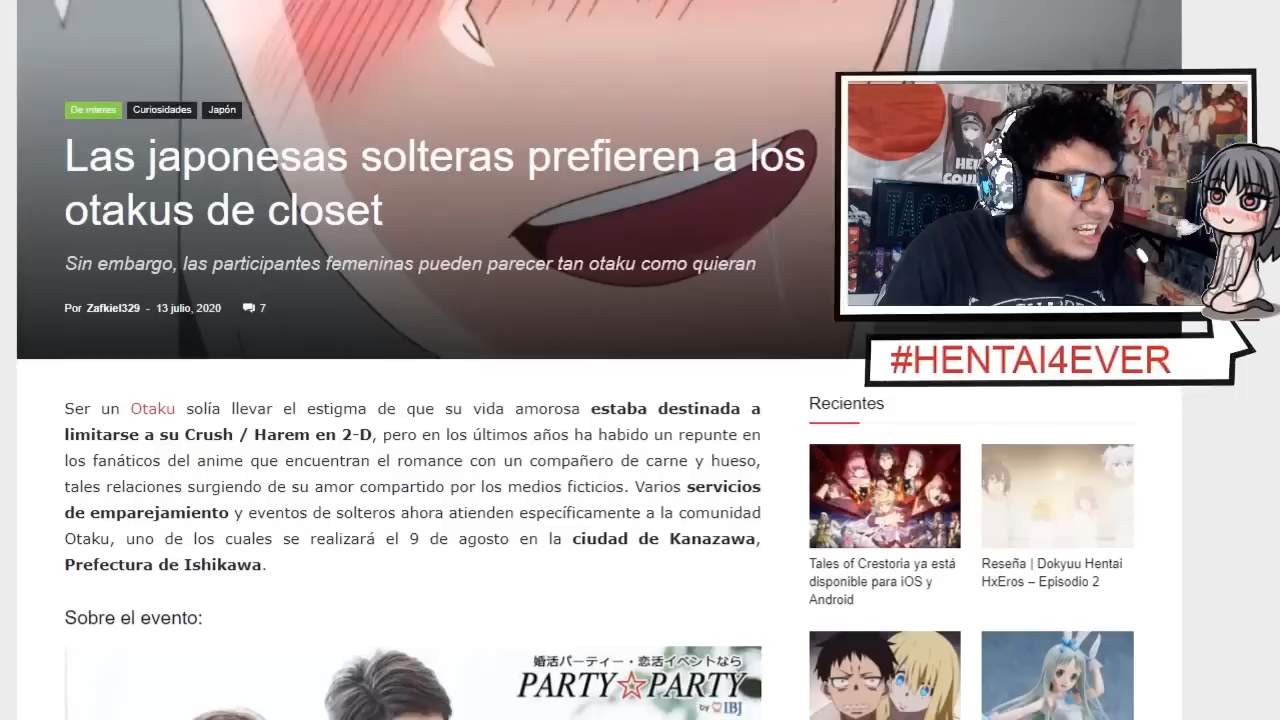 De interes Curiosidades Japón
Las japonesas solteras prefieren a los
otakus de closet
Sin embargo, las participantes femeninas pueden parecer tan otaku como quieran
Por Zafkiel329 - 13 julio, 2020 7
#HENTAI4EVER
Ser un Otaku solía llevar el estigma de que su vida amorosa estaba destinada a
limitarse a su Crush / Harem en 2-D, pero en los últimos años ha habido un repunte en
los fanáticos del anime que encuentran el romance con un compañero de carne y hueso,
tales relaciones surgiendo de su amor compartido por los medios ficticios. Varios servicios
de emparejamiento y eventos de solteros ahora atienden específicamente a la comunidad
Otaku, uno de los cuales se realizará el 9 de agosto en la ciudad de Kanazawa,
Prefectura de Ishikawa.
Sobre el evento:
婚活パーティー・恋活イベントなら
PARTY☆PARTY
by IBJ
Recientes
Tales of Crestoria ya está
disponible para iOS y
Android
Reseña | Dokyuu Hentai
HxEros – Episodio 2